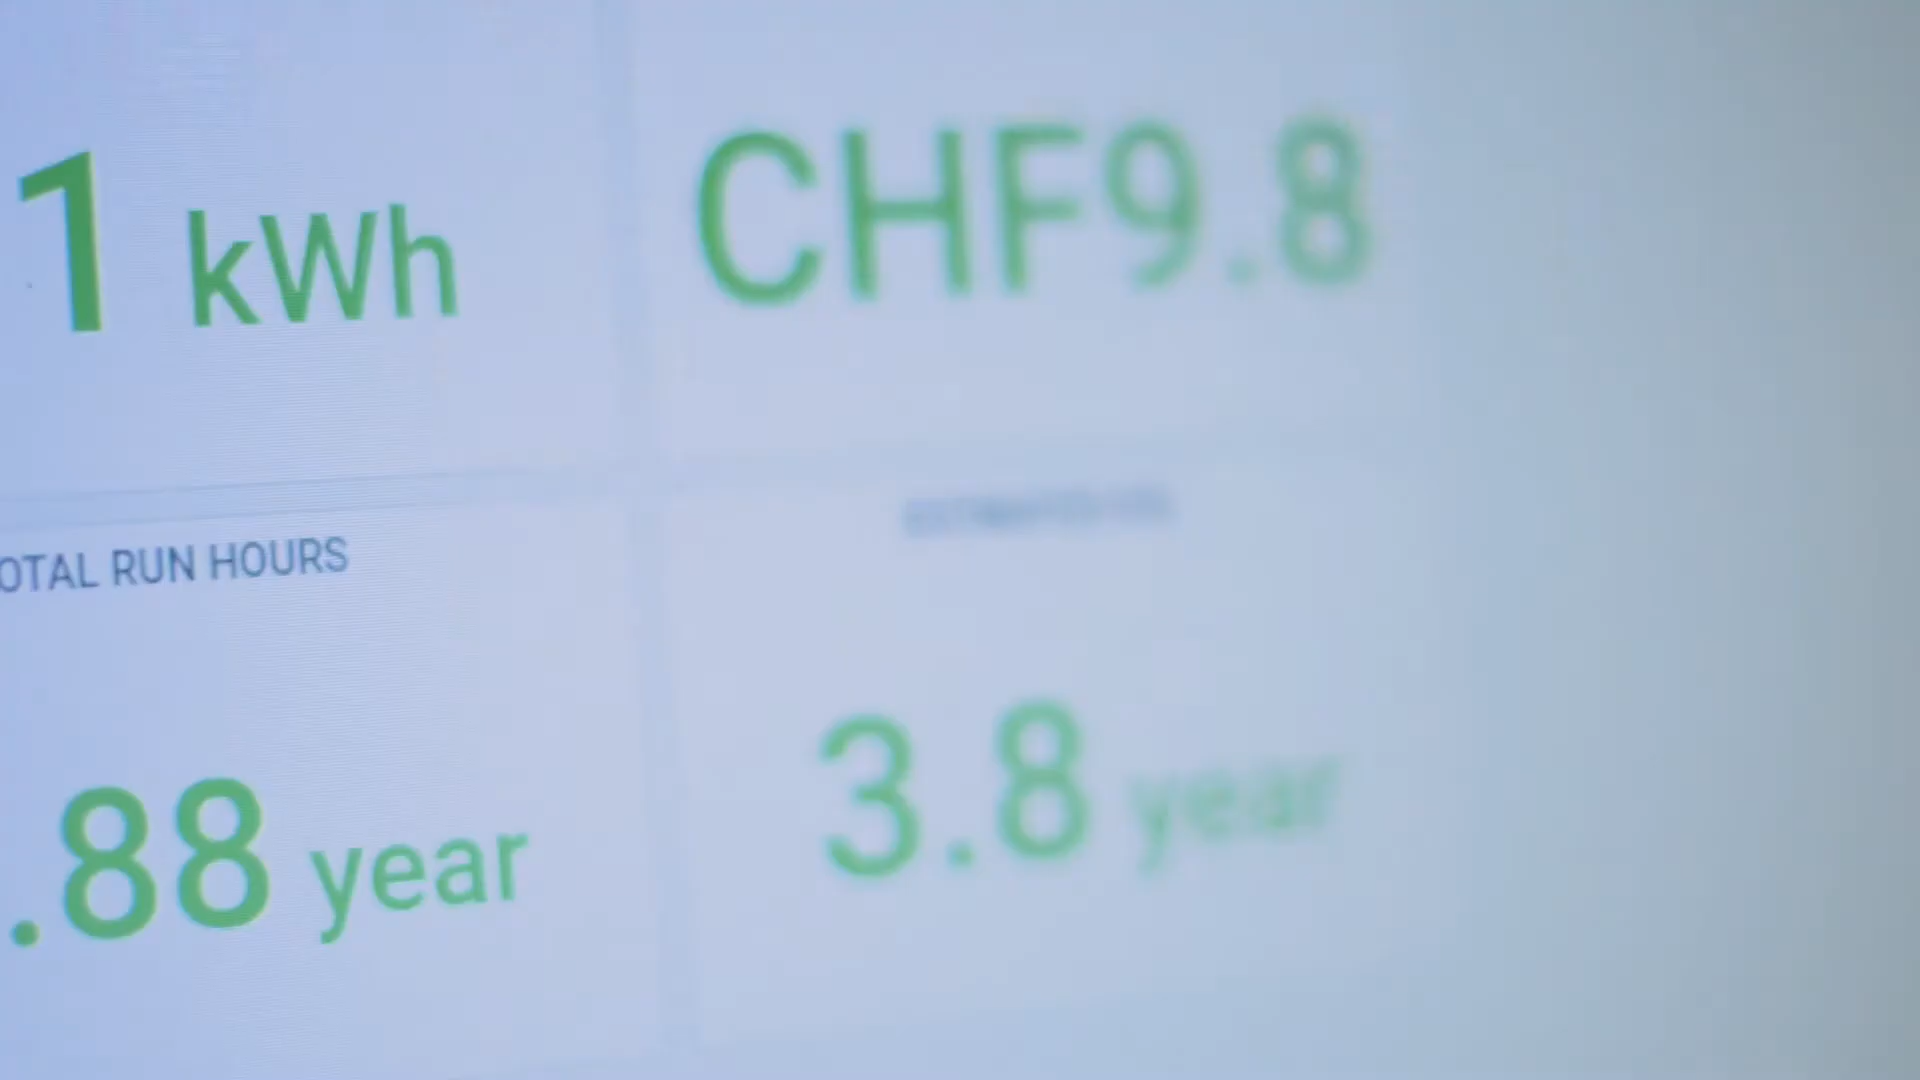 1 kWh
CHF9.8
OTAL RUN HOURS
.88 year
3.8 year